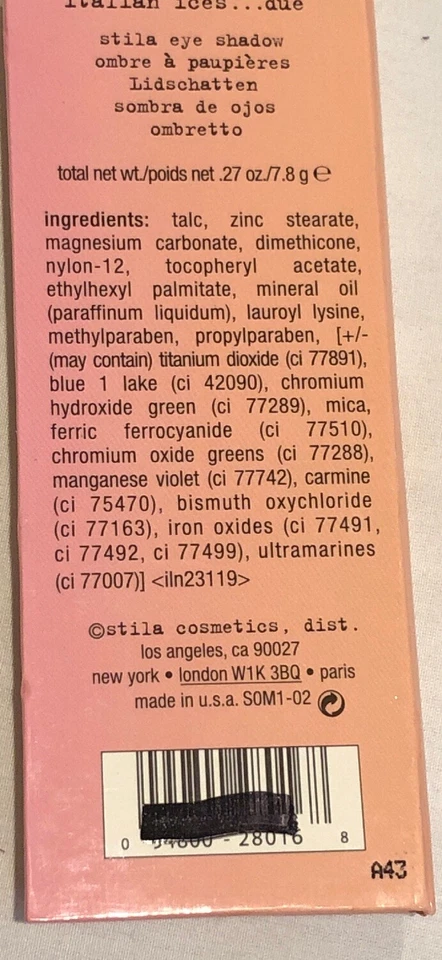 italian ices...due
stila eye shadow
ombre à paupières
Lidschatten
sombra de ojos
ombretto
total net wt./poids net .27 oz./7.8 g ℮
ingredients: talc, zinc stearate,
magnesium carbonate, dimethicone,
nylon-12, tocopheryl acetate,
ethylhexyl palmitate, mineral oil
(paraffinum liquidum), lauroyl lysine,
methylparaben, propylparaben, [+/-
(may contain) titanium dioxide (ci 77891),
blue 1 lake (ci 42090), chromium
hydroxide green (ci 77289), mica,
ferric ferrocyanide (ci 77510),
chromium oxide greens (ci 77288),
manganese violet (ci 77742), carmine
(ci 75470), bismuth oxychloride
(ci 77163), iron oxides (ci 77491,
ci 77492, ci 77499), ultramarines
(ci 77007)] <iln23119>
©stila cosmetics, dist.
los angeles, ca 90027
new york • london W1K 3BQ • paris
made in u.s.a. S0M1-02
0 - 28016 8
A43